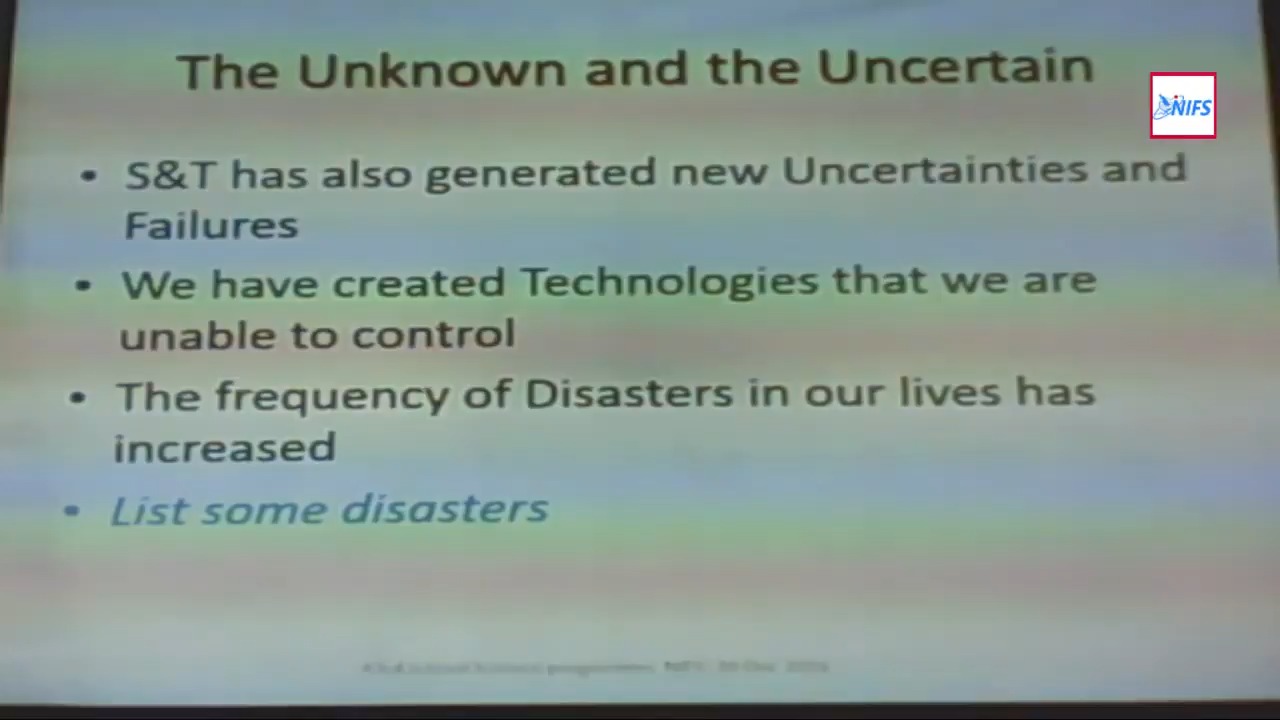 The Unknown and the Uncertain
NIFS
• S&T has also generated new Uncertainties and
Failures
• We have created Technologies that we are
unable to control
• The frequency of Disasters in our lives has
increased
• List some disasters